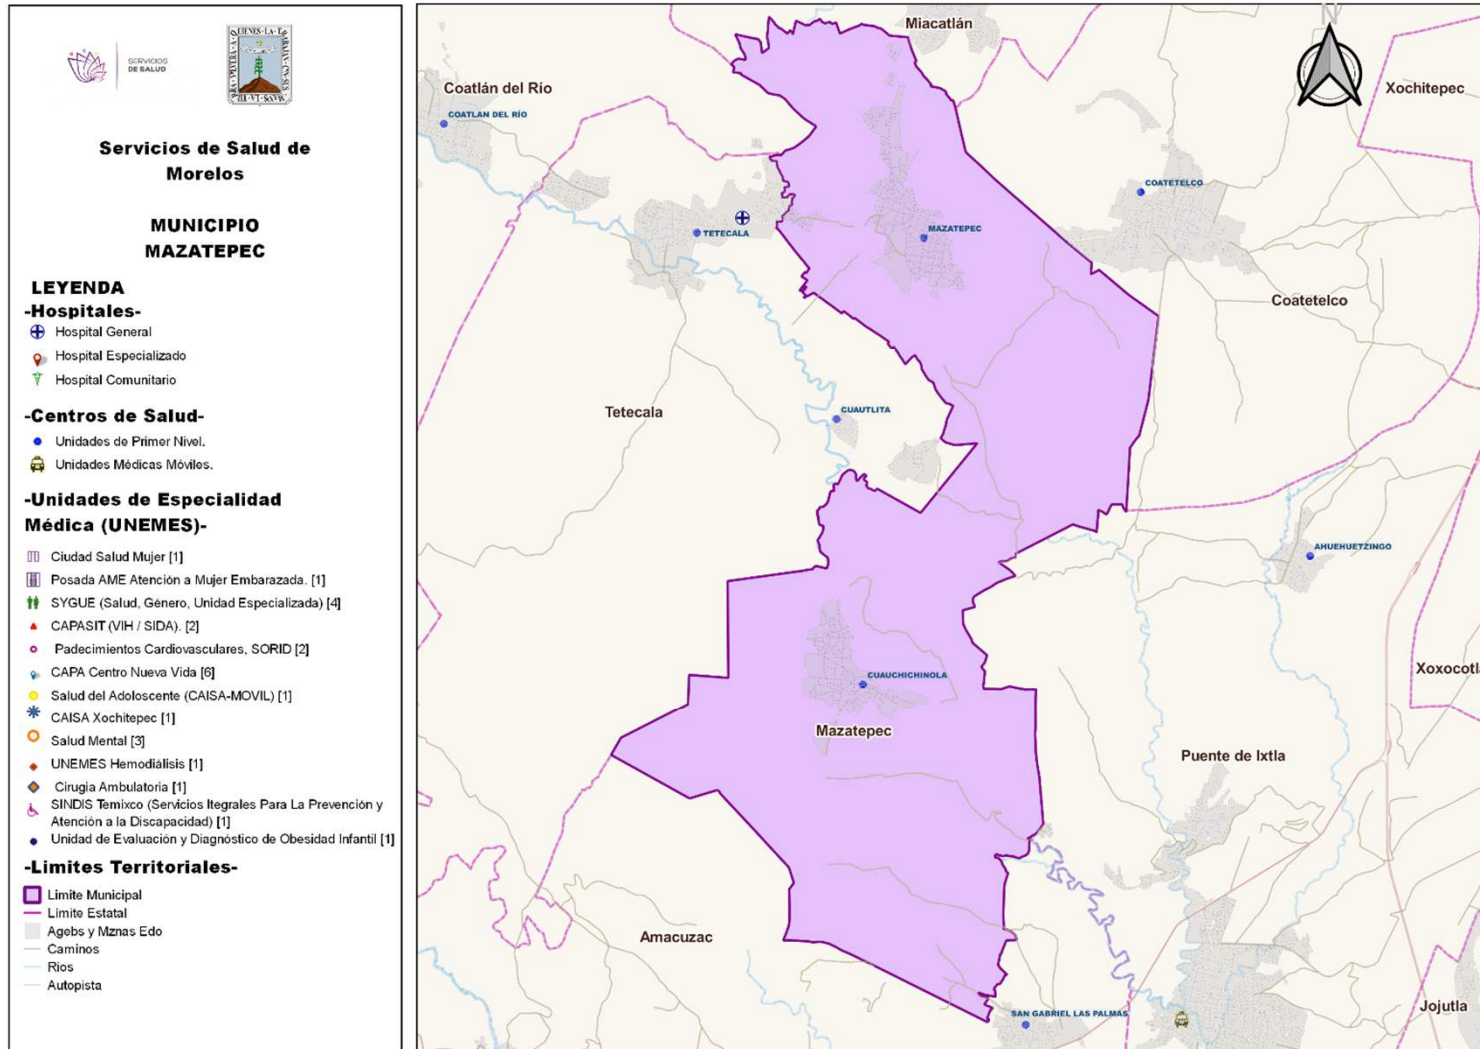 SERVICIOS
DE SALUD
Servicios de Salud de
Morelos
MUNICIPIO
MAZATEPEC
LEYENDA
-Hospitales-
Hospital General
Hospital Especializado
Hospital Comunitario
-Centros de Salud-
Unidades de Primer Nivel.
Unidades Médicas Móviles.
-Unidades de Especialidad
Médica (UNEMES)-
Ciudad Salud Mujer [1]
Posada AME Atención a Mujer Embarazada. [1]
SYGUE (Salud, Género, Unidad Especializada) [4]
CAPASIT (VIH / SIDA). [2]
Padecimientos Cardiovasculares, SORID [2]
CAPA Centro Nueva Vida [6]
Salud del Adoloscente (CAISA-MOVIL) [1]
CAISA Xochitepec [1]
Salud Mental [3]
UNEMES Hemodiálisis [1]
Cirugia Ambulatoria [1]
SINDIS Temixco (Servicios Itegrales Para La Prevención y
Atención a la Discapacidad) [1]
Unidad de Evaluación y Diagnóstico de Obesidad Infantil [1]
-Limites Territoriales-
Limite Municipal
Limite Estatal
Agebs y Mznas Edo
Caminos
Rios
Autopista
N
Miacatlán
Coatlán del Río
Xochitepec
COATLAN DEL RÍO
COATETELCO
TETECALA
MAZATEPEC
Coatetelco
Tetecala
CUAUTLITA
AHUEHUETZINGO
Xoxocotla
CUAUCHICHINOLA
Mazatepec
Puente de Ixtla
Amacuzac
SAN GABRIEL LAS PALMAS
Jojutla